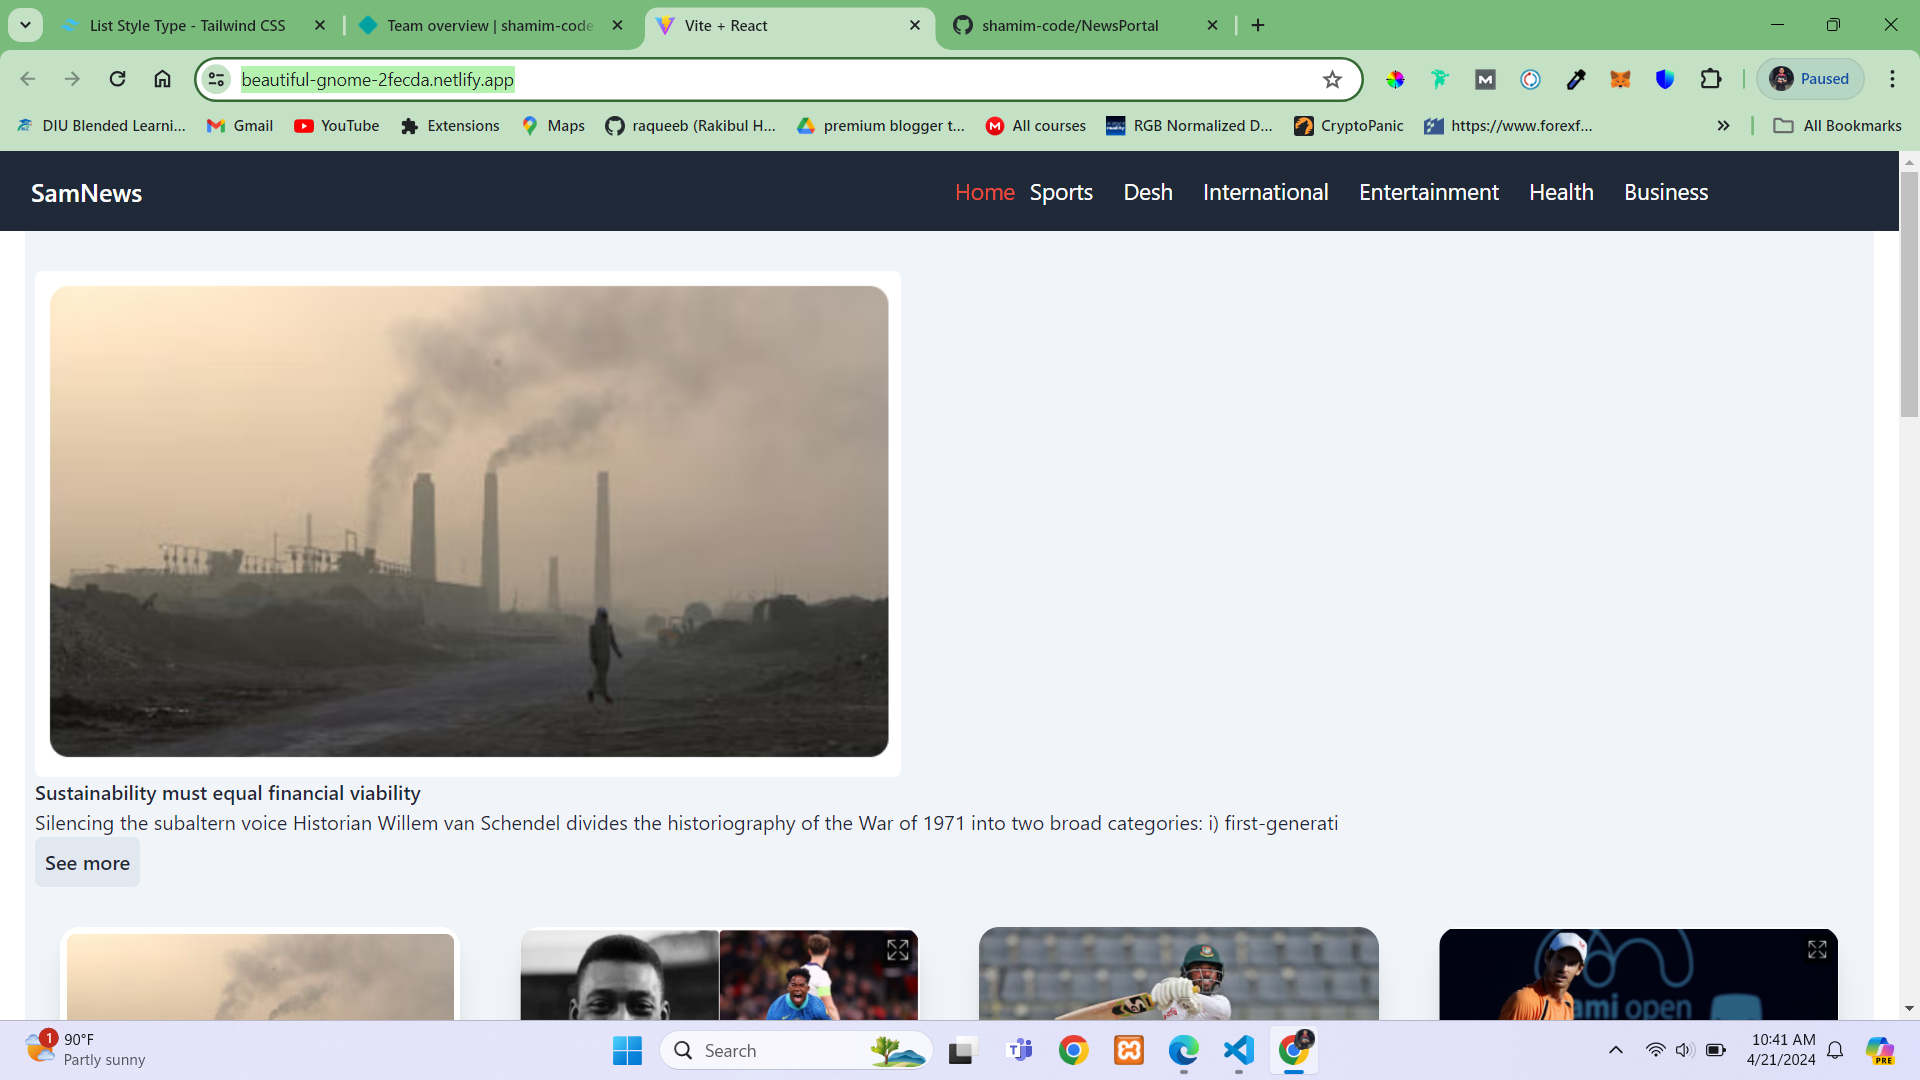 List Style Type - Tailwind CSS
Team overview | shamim-code
Vite + React
shamim-code/NewsPortal
beautiful-gnome-2fecda.netlify.app
Paused
DIU Blended Learni...
Gmail
YouTube
Extensions
Maps
raqueeb (Rakibul H...
premium blogger t...
All courses
RGB Normalized D...
CryptoPanic
https://www.forexf...
All Bookmarks
SamNews
Home
Sports
Desh
International
Entertainment
Health
Business
Sustainability must equal financial viability
Silencing the subaltern voice Historian Willem van Schendel divides the historiography of the War of 1971 into two broad categories: i) first-generati
See more
ami open
1
90°F
Partly sunny
Search
PRE
10:41 AM
4/21/2024